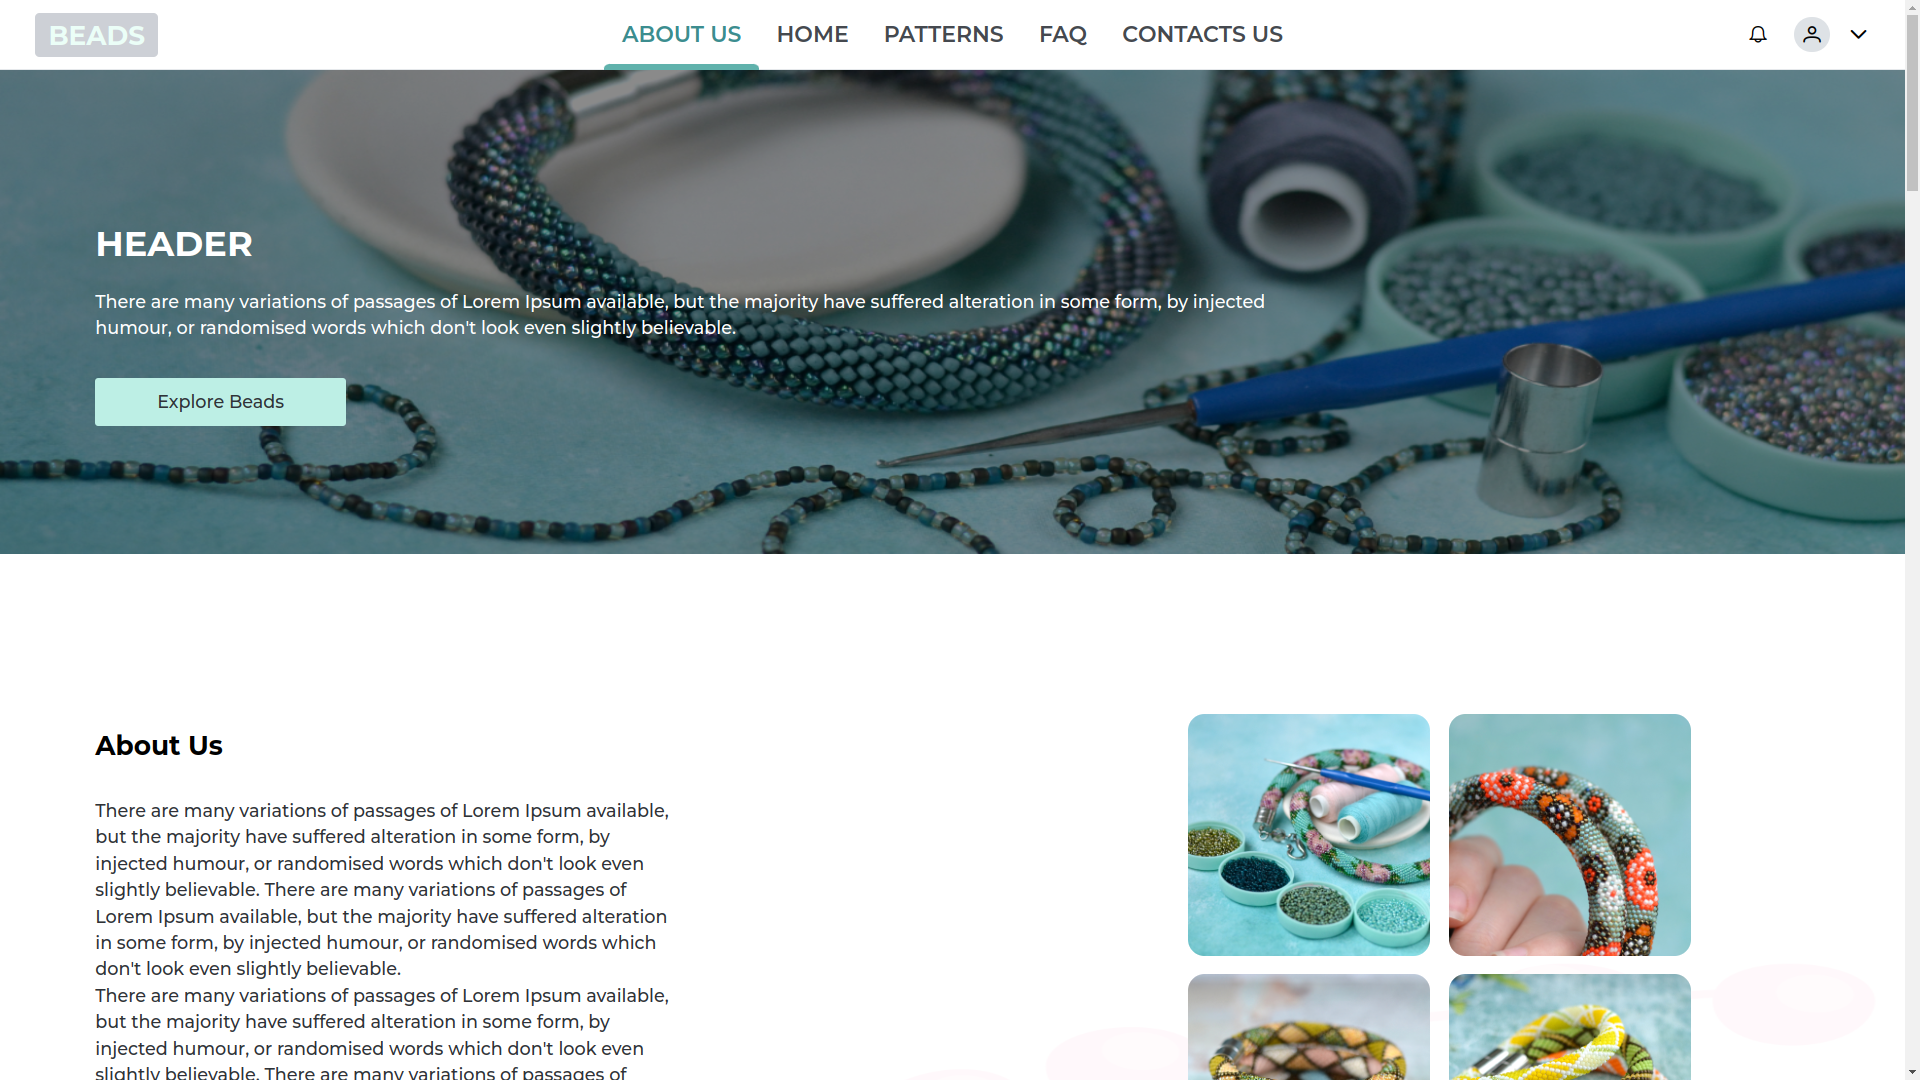 BEADS
ABOUT US
HOME
PATTERNS
FAQ
CONTACTS US
HEADER
There are many variations of passages of Lorem Ipsum available, but the majority have suffered alteration in some form, by injected
humour, or randomised words which don't look even slightly believable.
Explore Beads
About Us
There are many variations of passages of Lorem Ipsum available,
but the majority have suffered alteration in some form, by
injected humour, or randomised words which don't look even
slightly believable. There are many variations of passages of
Lorem Ipsum available, but the majority have suffered alteration
in some form, by injected humour, or randomised words which
don't look even slightly believable.
There are many variations of passages of Lorem Ipsum available,
but the majority have suffered alteration in some form, by
injected humour, or randomised words which don't look even
slightly believable. There are many variations of passages of